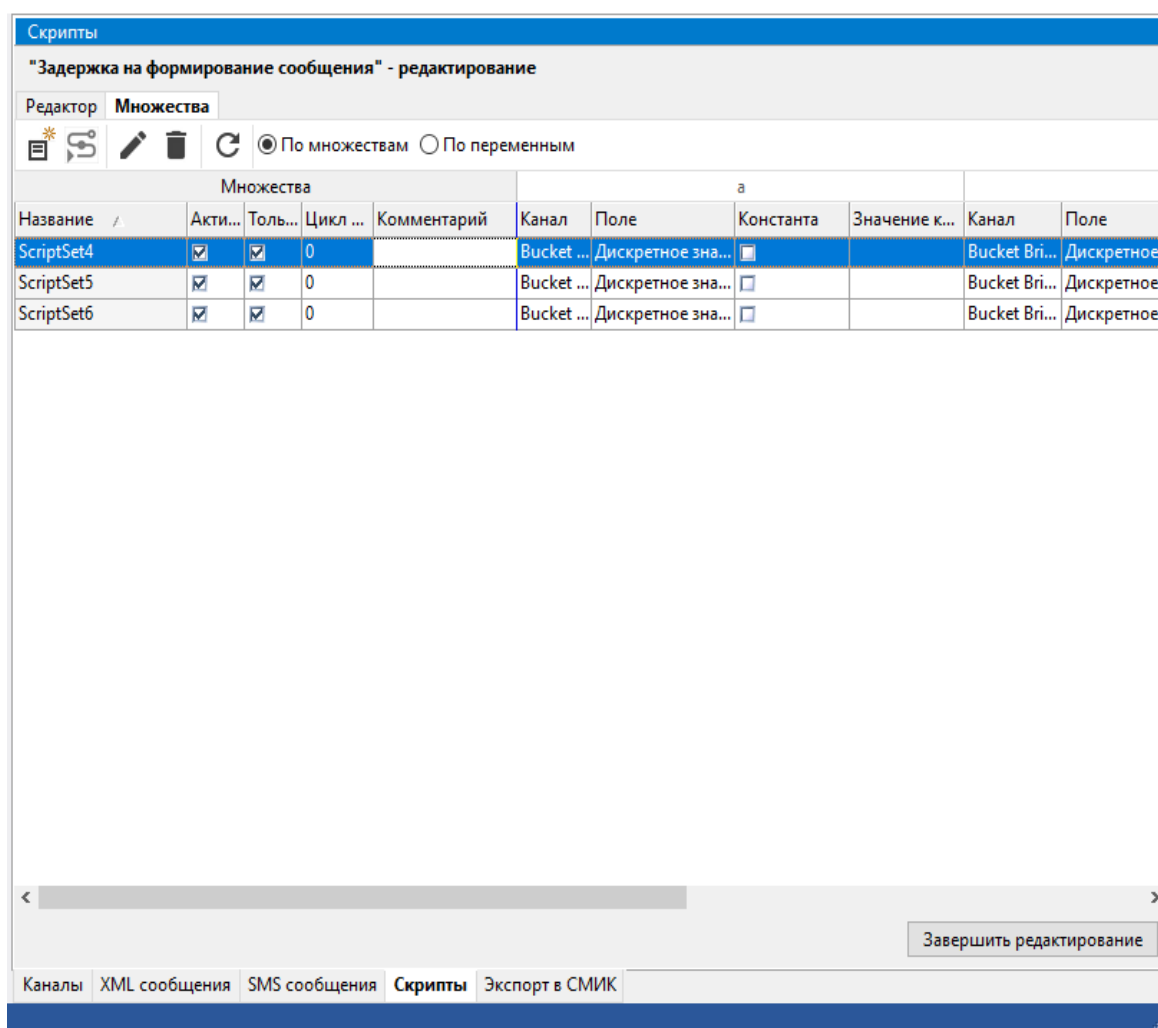 Скрипты
"Задержка на формирование сообщения" - редактирование
Редактор Множества
По множествам По переменным
Множества а
Название Акти... Толь... Цикл ... Комментарий Канал Поле Константа Значение к... Канал Поле
ScriptSet4 0 Bucket ... Дискретное зна... Bucket Bri... Дискретное
ScriptSet5 0 Bucket ... Дискретное зна... Bucket Bri... Дискретное
ScriptSet6 0 Bucket ... Дискретное зна... Bucket Bri... Дискретное
Завершить редактирование
Каналы XML сообщения SMS сообщения Скрипты Экспорт в СМИК